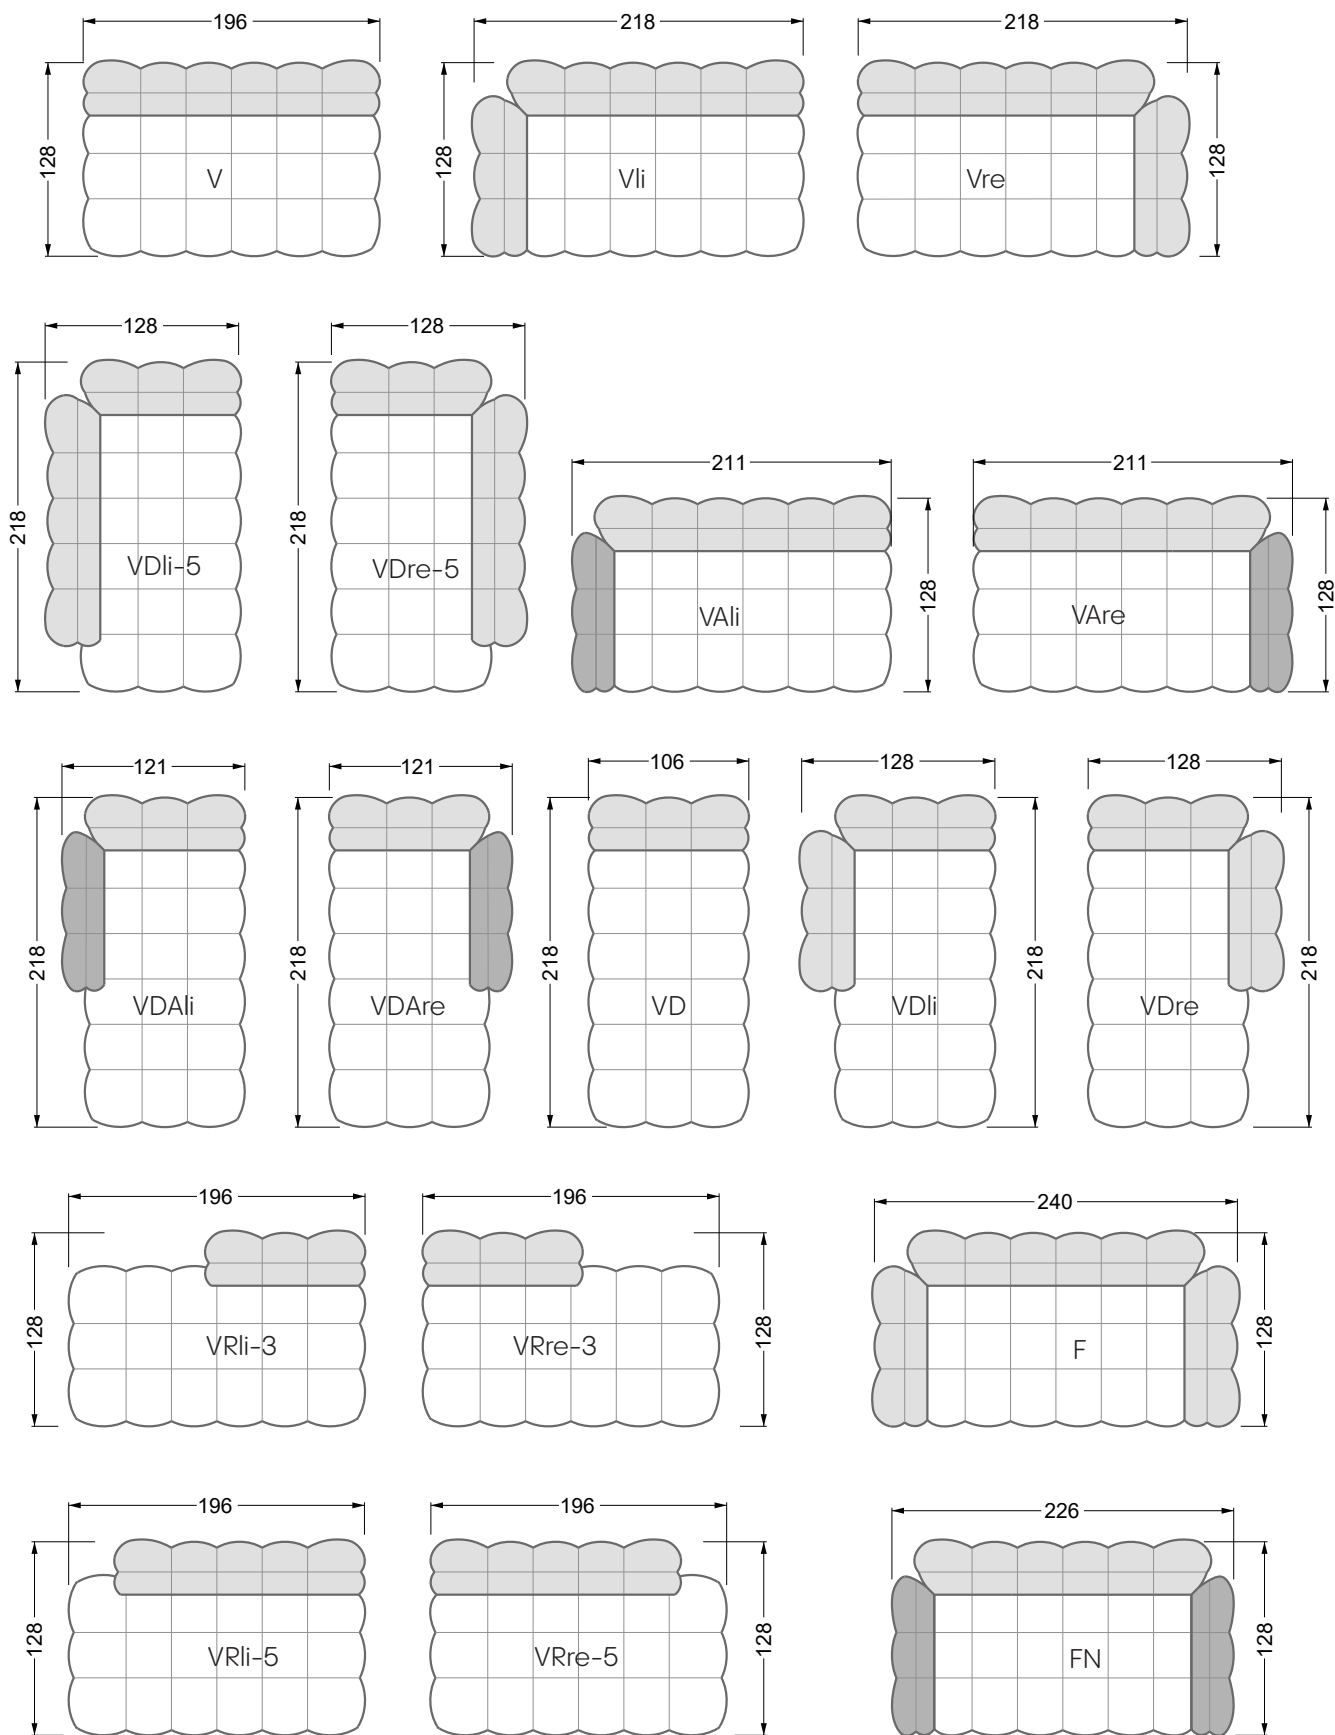 196 218 218
128 128 128
V Vli Vre
128 128
218 218
VDli-5 VDre-5
211 211
128 128
VAli VAre
121 121 106 128 128
218 218 218 218 218
VDAli VDAre VD VDli VDre
196 196 240
128 128 128
VRli-3 VRre-3 F
196 196 226
128 128 128
VRli-5 VRre-5 FN